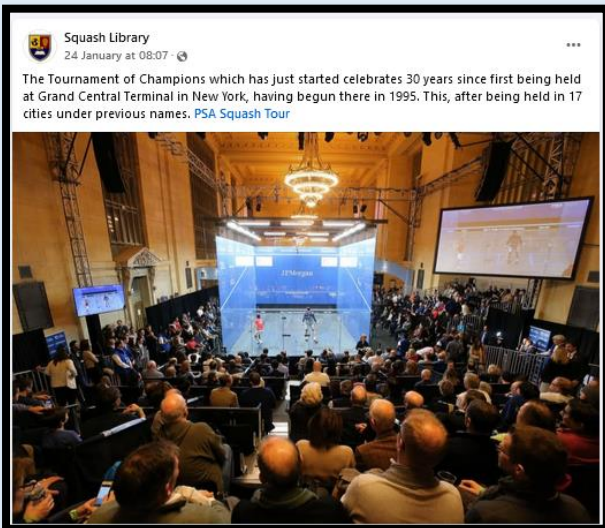 Squash Library
24 January at 08:07 ·
The Tournament of Champions which has just started celebrates 30 years since first being held
at Grand Central Terminal in New York, having begun there in 1995. This, after being held in 17
cities under previous names. PSA Squash Tour
J.P.Morgan